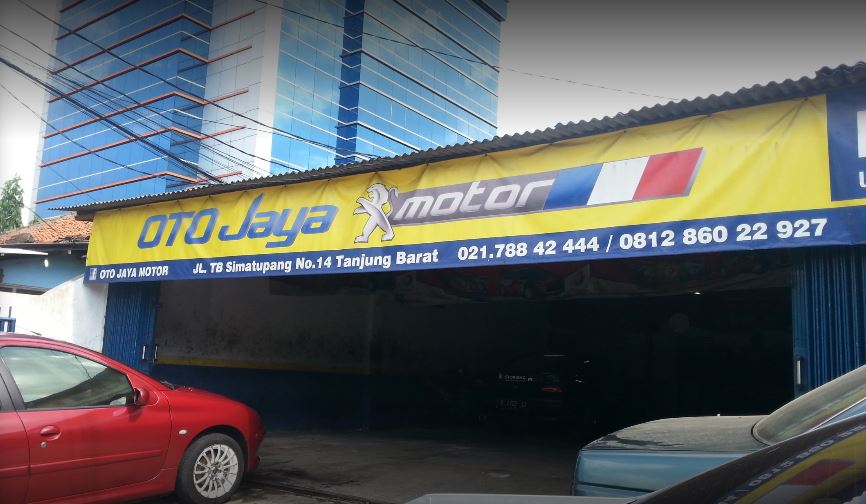 OTO Jaya motor
OTO JAYA MOTOR JL. TB Simatupang No.14 Tanjung Barat 021.788 42 444 / 0812 860 22 927